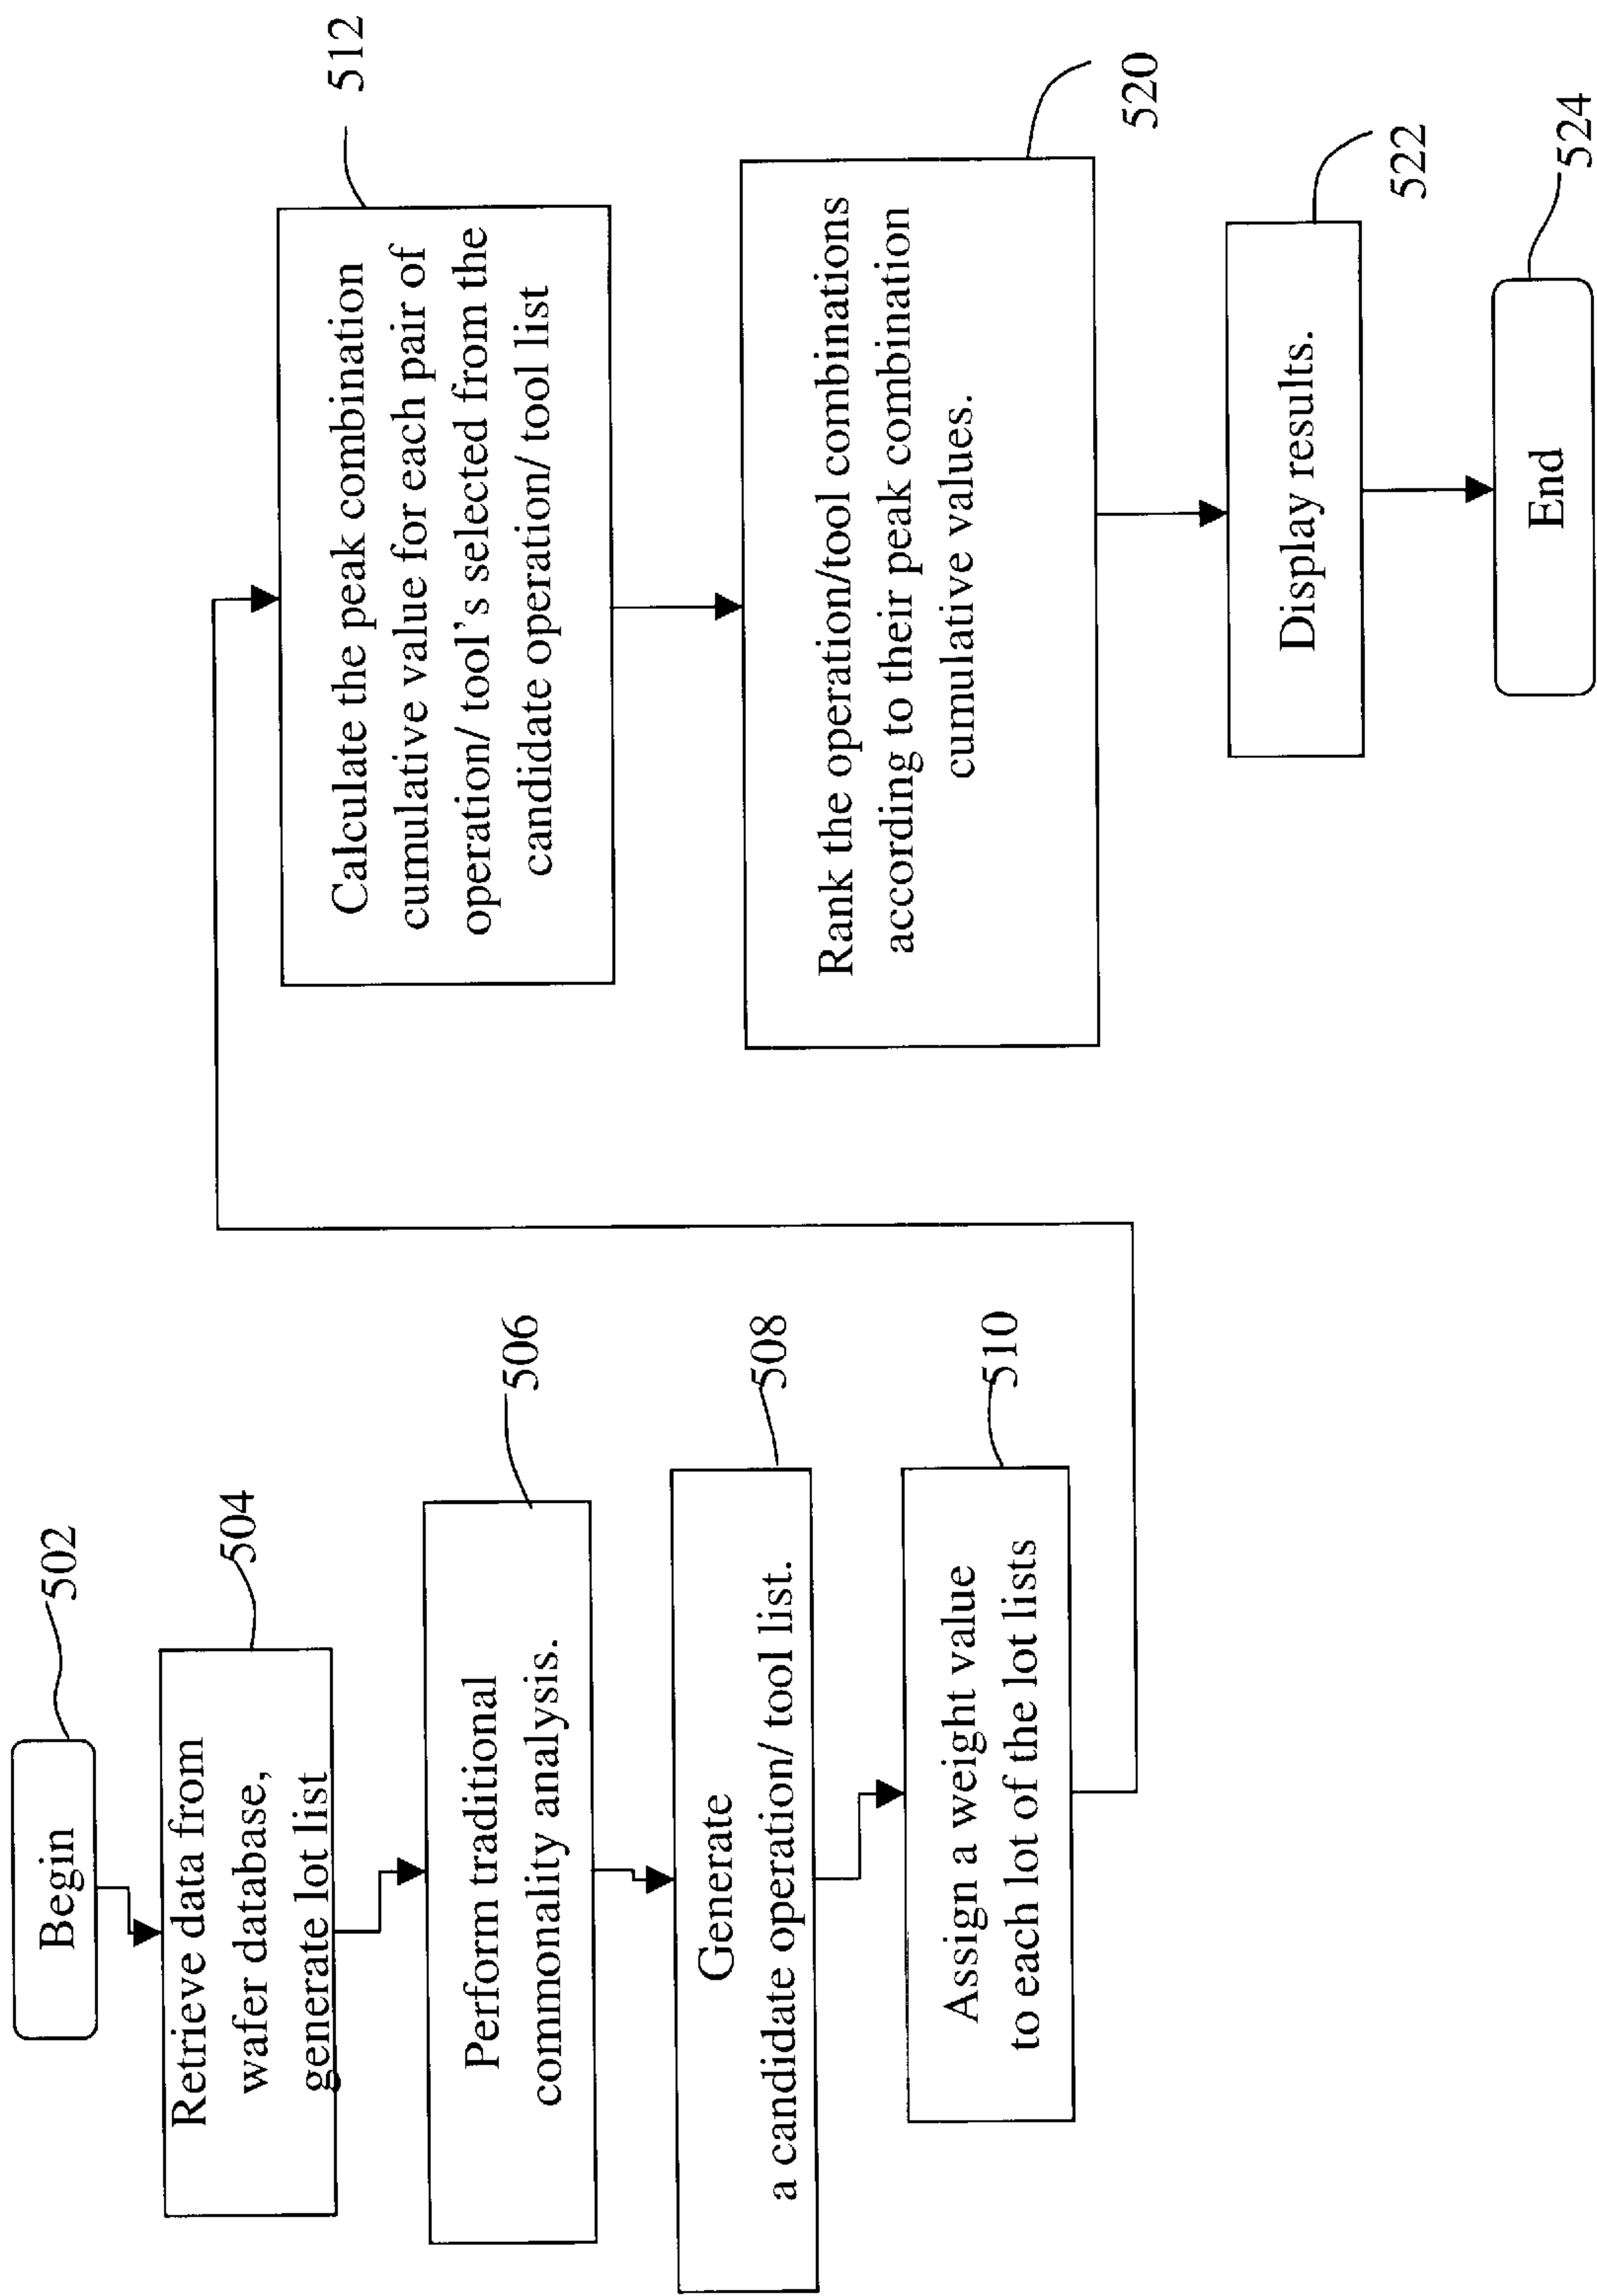 Begin
502
Retrieve data from
wafer database,
generate lot list
504
Perform traditional
commonality analysis.
506
Generate
a candidate operation/ tool list.
508
Assign a weight value
to each lot of the lot lists
510
Calculate the peak combination
cumulative value for each pair of
operation/ tool's selected from the
candidate operation/ tool list
512
Rank the operation/tool combinations
according to their peak combination
cumulative values.
520
Display results.
522
End
524